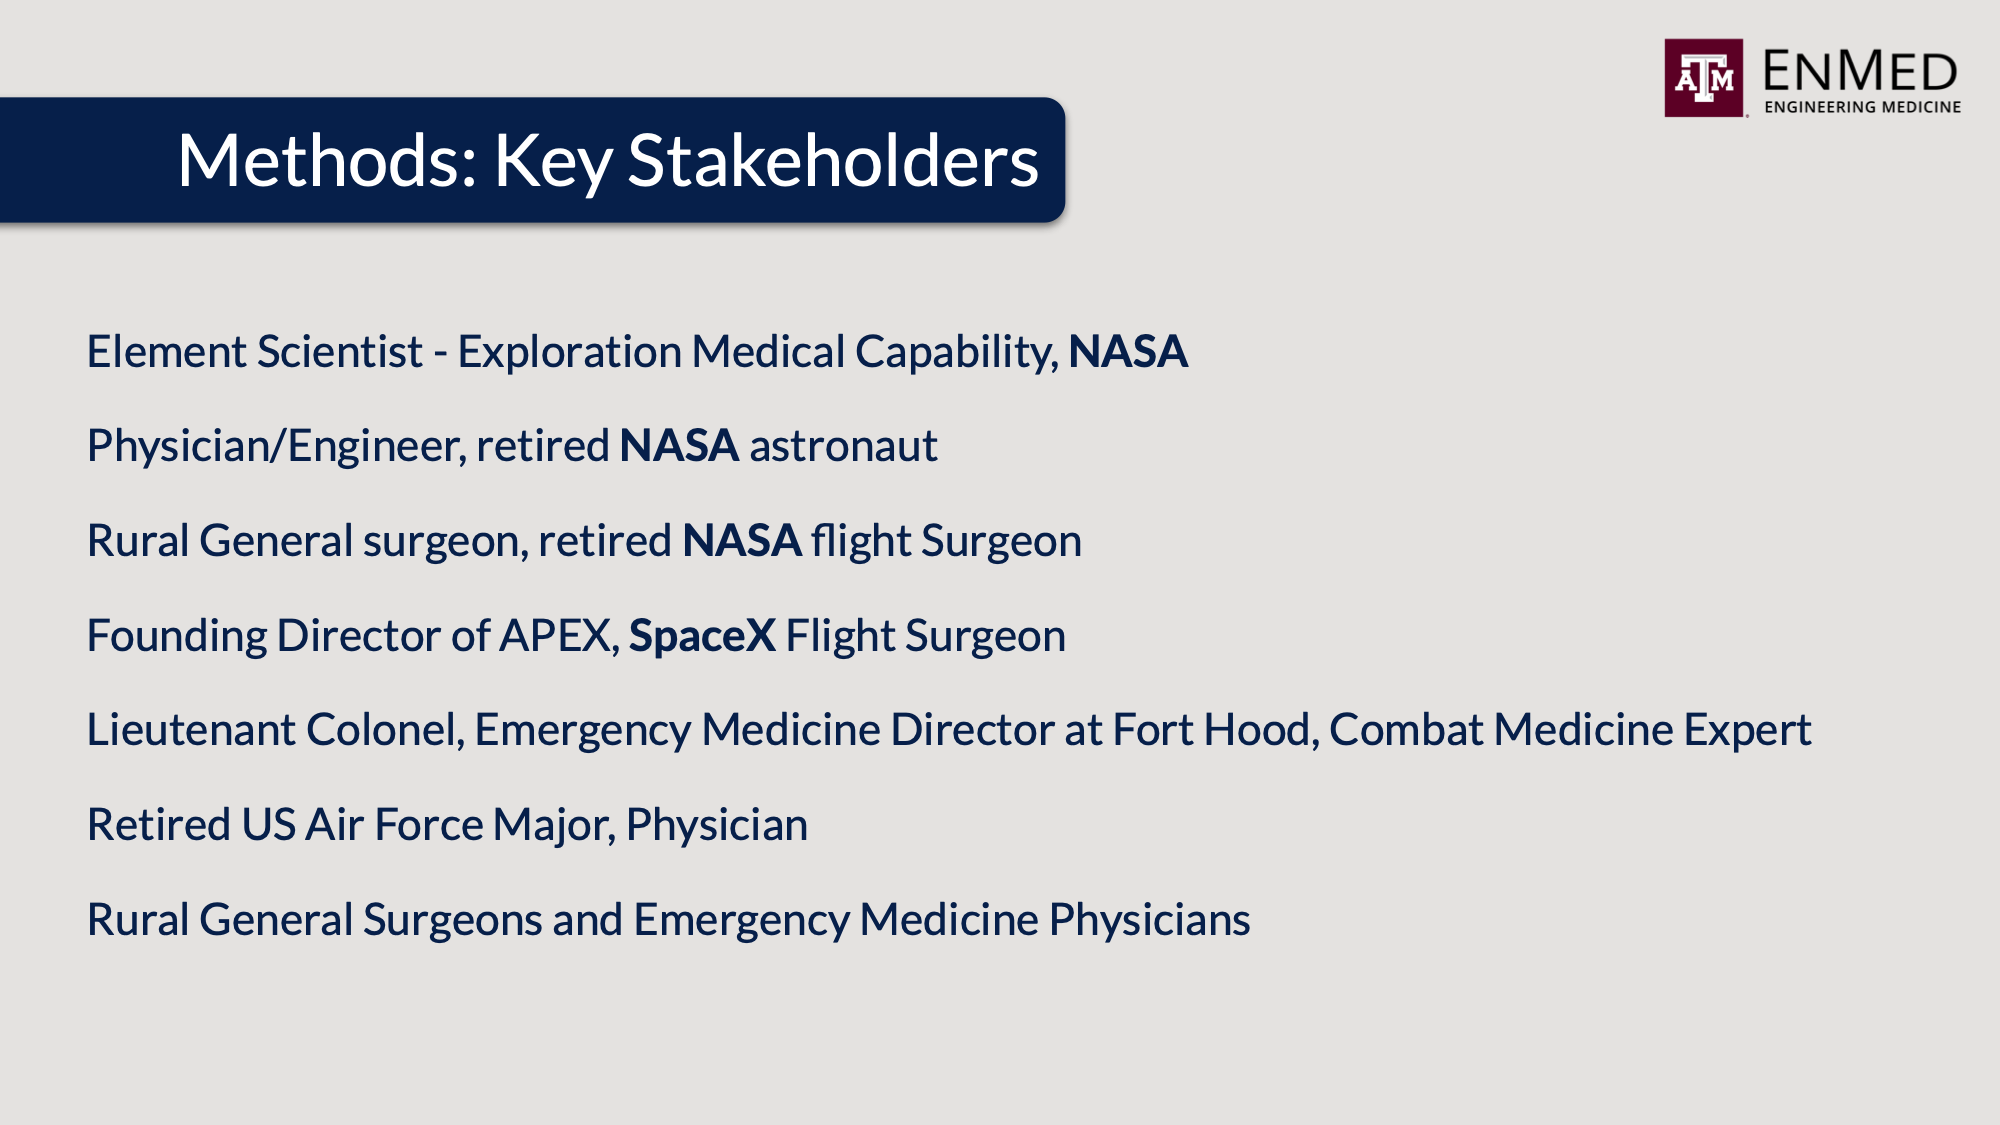 ATM ENMED
ENGINEERING MEDICINE
Methods: Key Stakeholders
Element Scientist - Exploration Medical Capability, NASA
Physician/Engineer, retired NASA astronaut
Rural General surgeon, retired NASA flight Surgeon
Founding Director of APEX, SpaceX Flight Surgeon
Lieutenant Colonel, Emergency Medicine Director at Fort Hood, Combat Medicine Expert
Retired US Air Force Major, Physician
Rural General Surgeons and Emergency Medicine Physicians